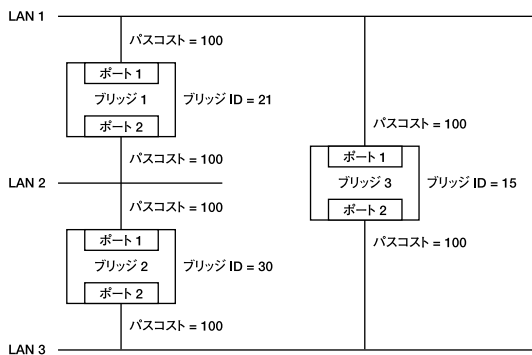 LAN 1
パスコスト = 100
ポート 1
ブリッジ 1
ブリッジ ID = 21
ポート 2
パスコスト = 100
LAN 2
パスコスト = 100
ポート 1
ブリッジ 2
ブリッジ ID = 30
ポート 2
パスコスト = 100
LAN 3
パスコスト = 100
ポート 1
ブリッジ 3
ブリッジ ID = 15
ポート 2
パスコスト = 100